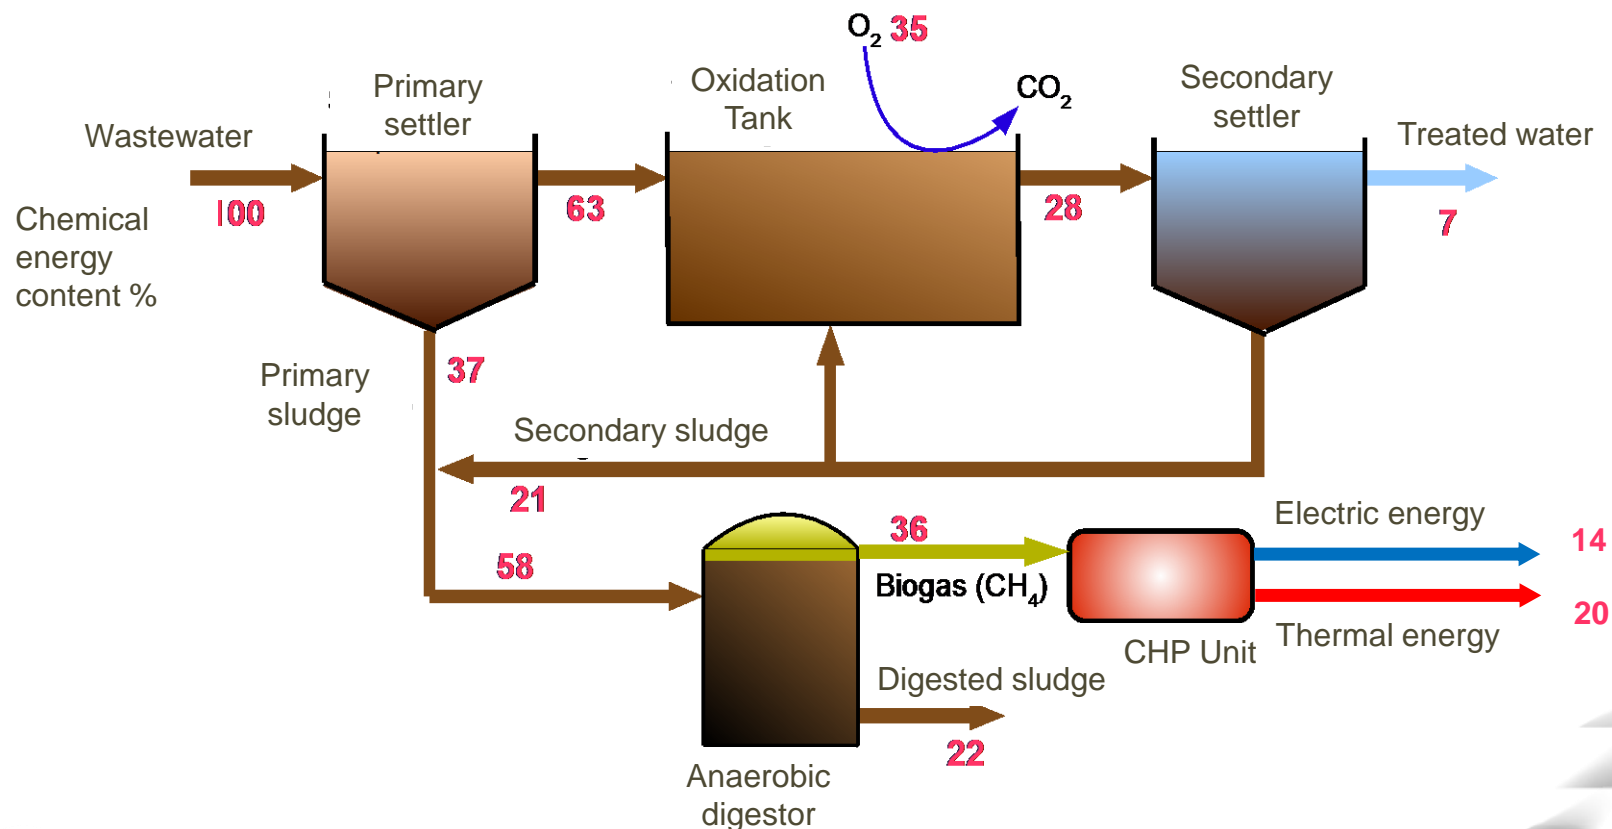 O2 35
Primary
settler
Oxidation
Tank
CO2
Secondary
settler
Wastewater
Treated water
100
63
28
7
Chemical
energy
content %
Primary
sludge
37
Secondary sludge
21
58
36
Biogas (CH4)
Electric energy
14
20
Thermal energy
CHP Unit
Digested sludge
22
Anaerobic
digestor